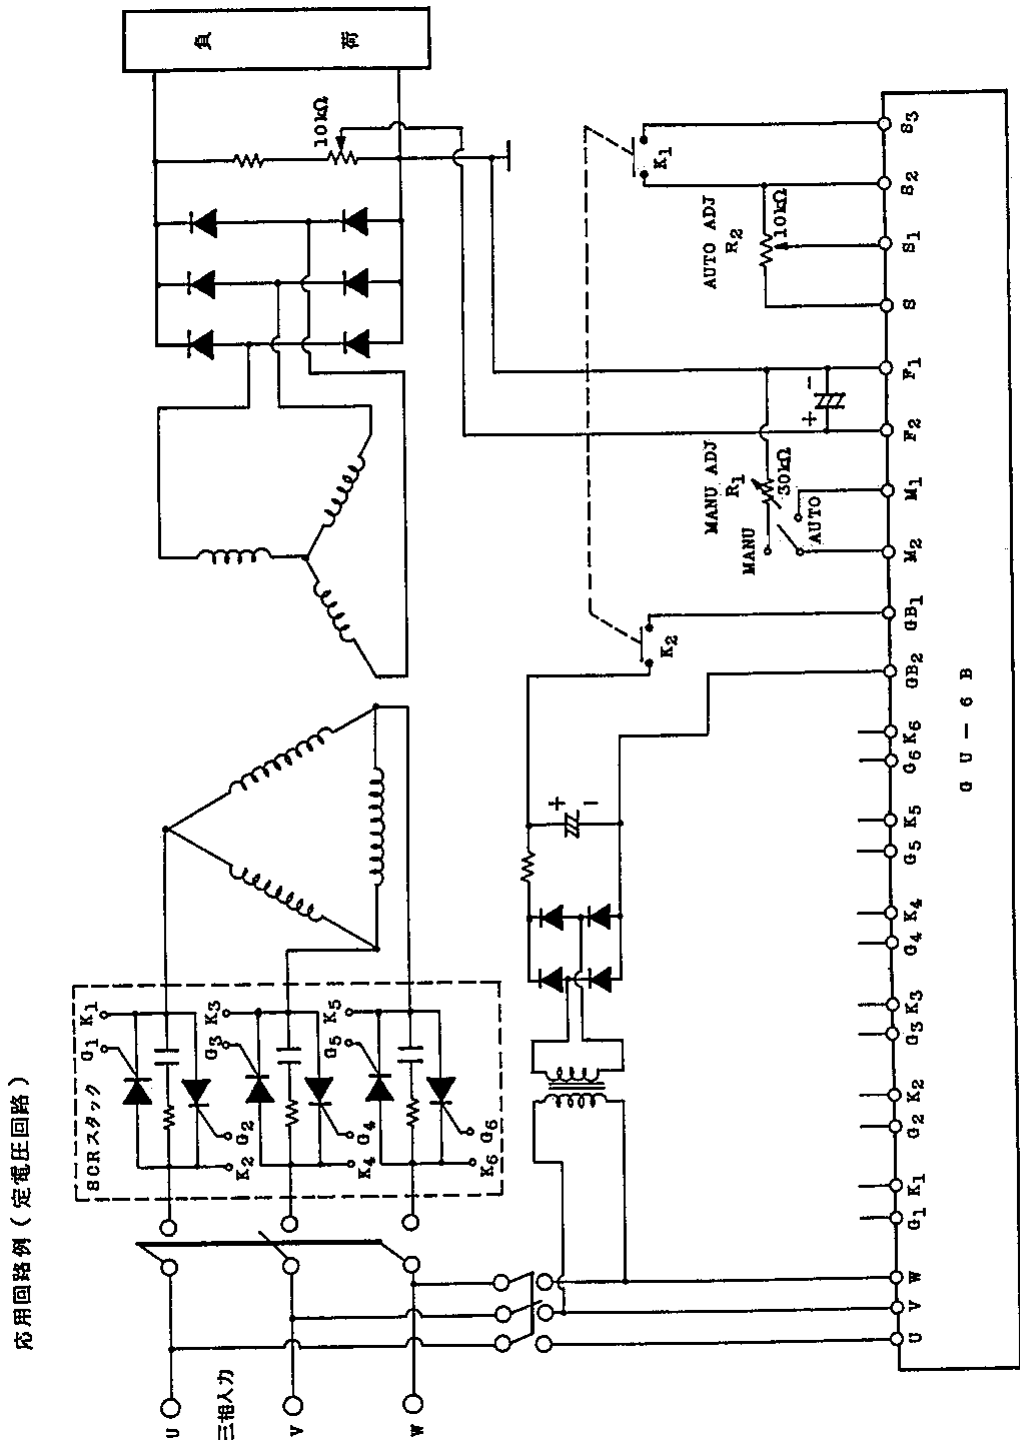 応用回路例(定電圧回路)
三相入力
U
V
W
SCRスタック
G1 K1
K2 G2
G3 K3
K4 G4
G5 K5
K6 G6
負荷
10kΩ
+
−
K2
K1
MANU ADJ
R1
30kΩ
MANU
AUTO
+
−
AUTO ADJ
R2
10kΩ
U V W G1 K1 G2 K2 G3 K3 G4 K4 G5 K5 G6 K6 GB2 GB1 M2 M1 F2 F1 S S1 S2 S3
GU-6B